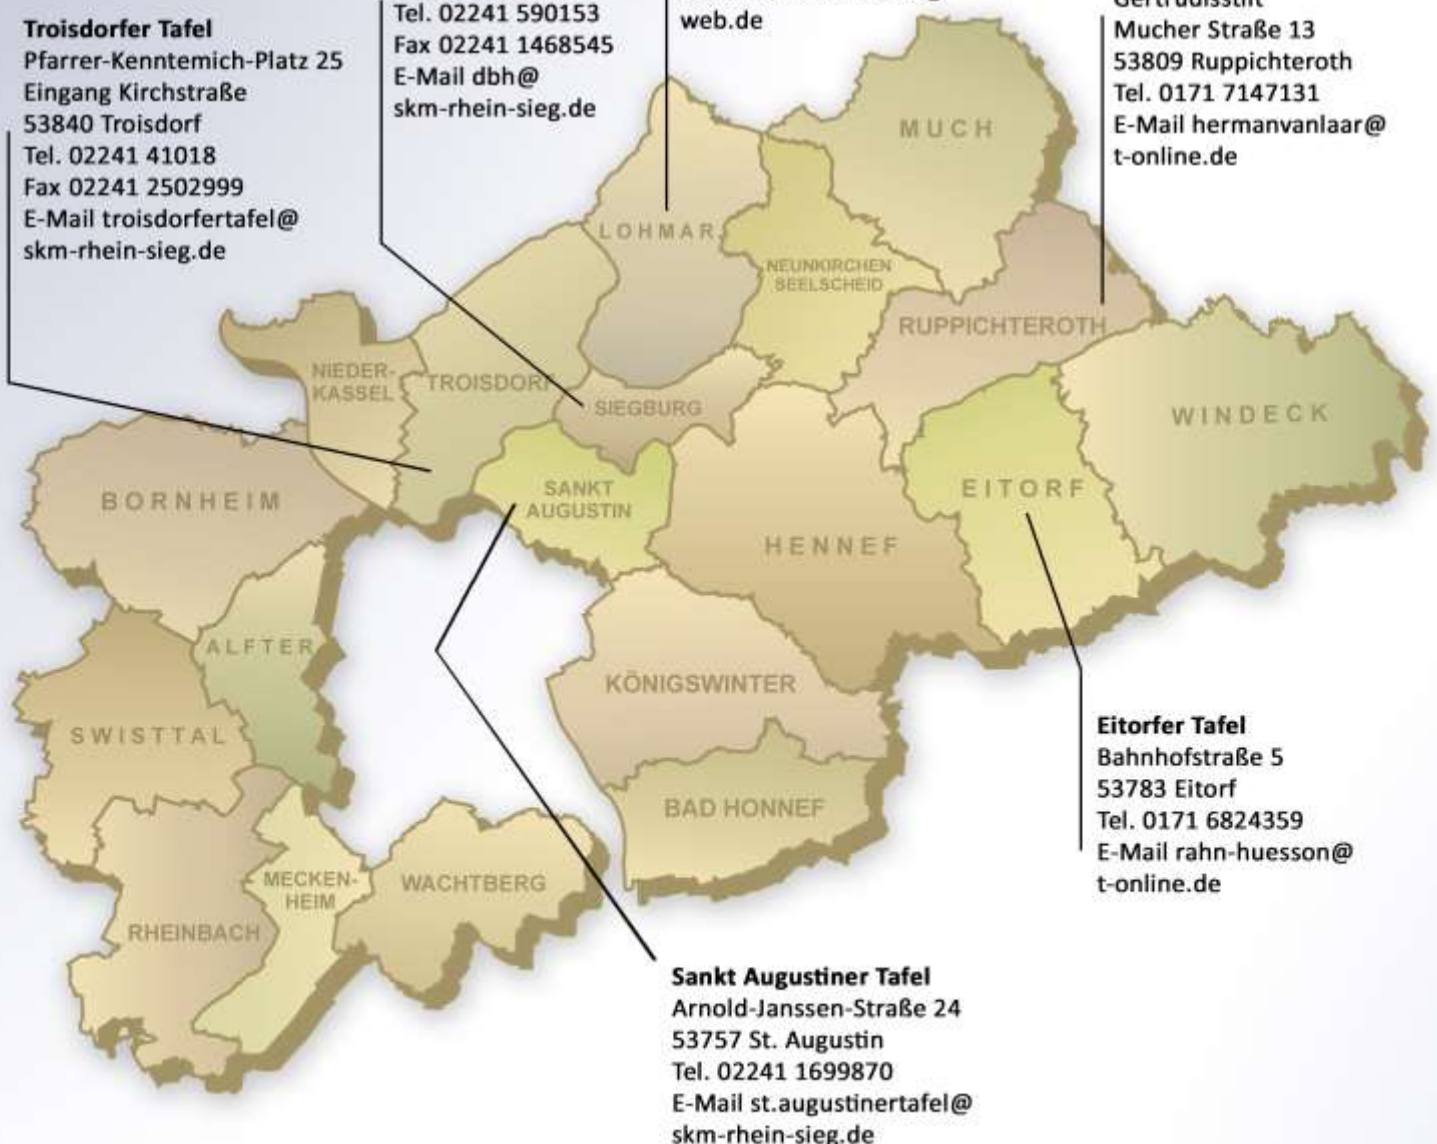 Troisdorfer Tafel
Pfarrer-Kenntemich-Platz 25
Eingang Kirchstraße
53840 Troisdorf
Tel. 02241 41018
Fax 02241 2502999
E-Mail troisdorfertafel@
skm-rhein-sieg.de
Tel. 02241 590153
Fax 02241 1468545
E-Mail dbh@
skm-rhein-sieg.de
web.de
Gertrudisstift
Mucher Straße 13
53809 Ruppichteroth
Tel. 0171 7147131
E-Mail hermanvanlaar@
t-online.de
MUCH
LOHMAR
NEUNKIRCHEN
SEELSCHEID
RUPPICHTEROTH
NIEDER-
KASSEL
TROISDORF
SIEGBURG
WINDECK
BORNHEIM
SANKT
AUGUSTIN
EITORF
HENNEF
ALFTER
KÖNIGSWINTER
SWISTTAL
BAD HONNEF
MECKEN-
HEIM
WACHTBERG
RHEINBACH
Eitorfer Tafel
Bahnhofstraße 5
53783 Eitorf
Tel. 0171 6824359
E-Mail rahn-huesson@
t-online.de
Sankt Augustiner Tafel
Arnold-Janssen-Straße 24
53757 St. Augustin
Tel. 02241 1699870
E-Mail st.augustinertafel@
skm-rhein-sieg.de